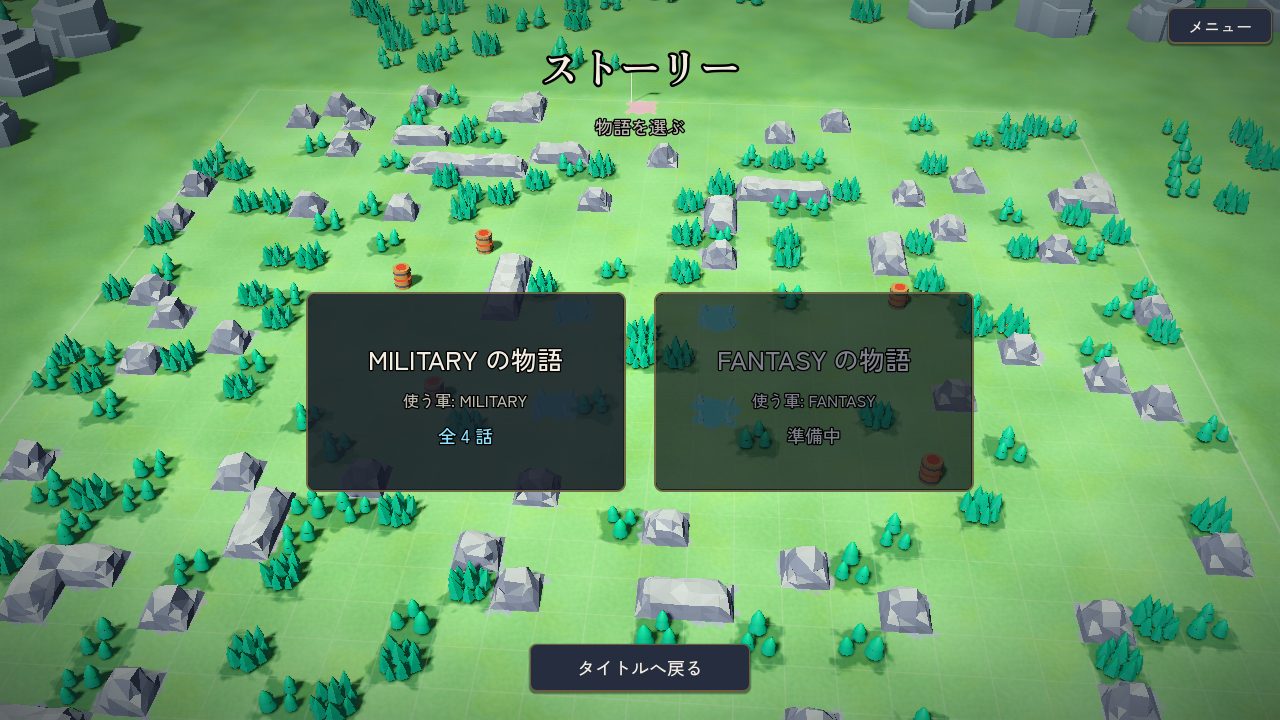 メニュー
ストーリー
物語を選ぶ
MILITARY の物語
使う軍: MILITARY
全 4 話
FANTASY の物語
使う軍: FANTASY
準備中
タイトルへ戻る